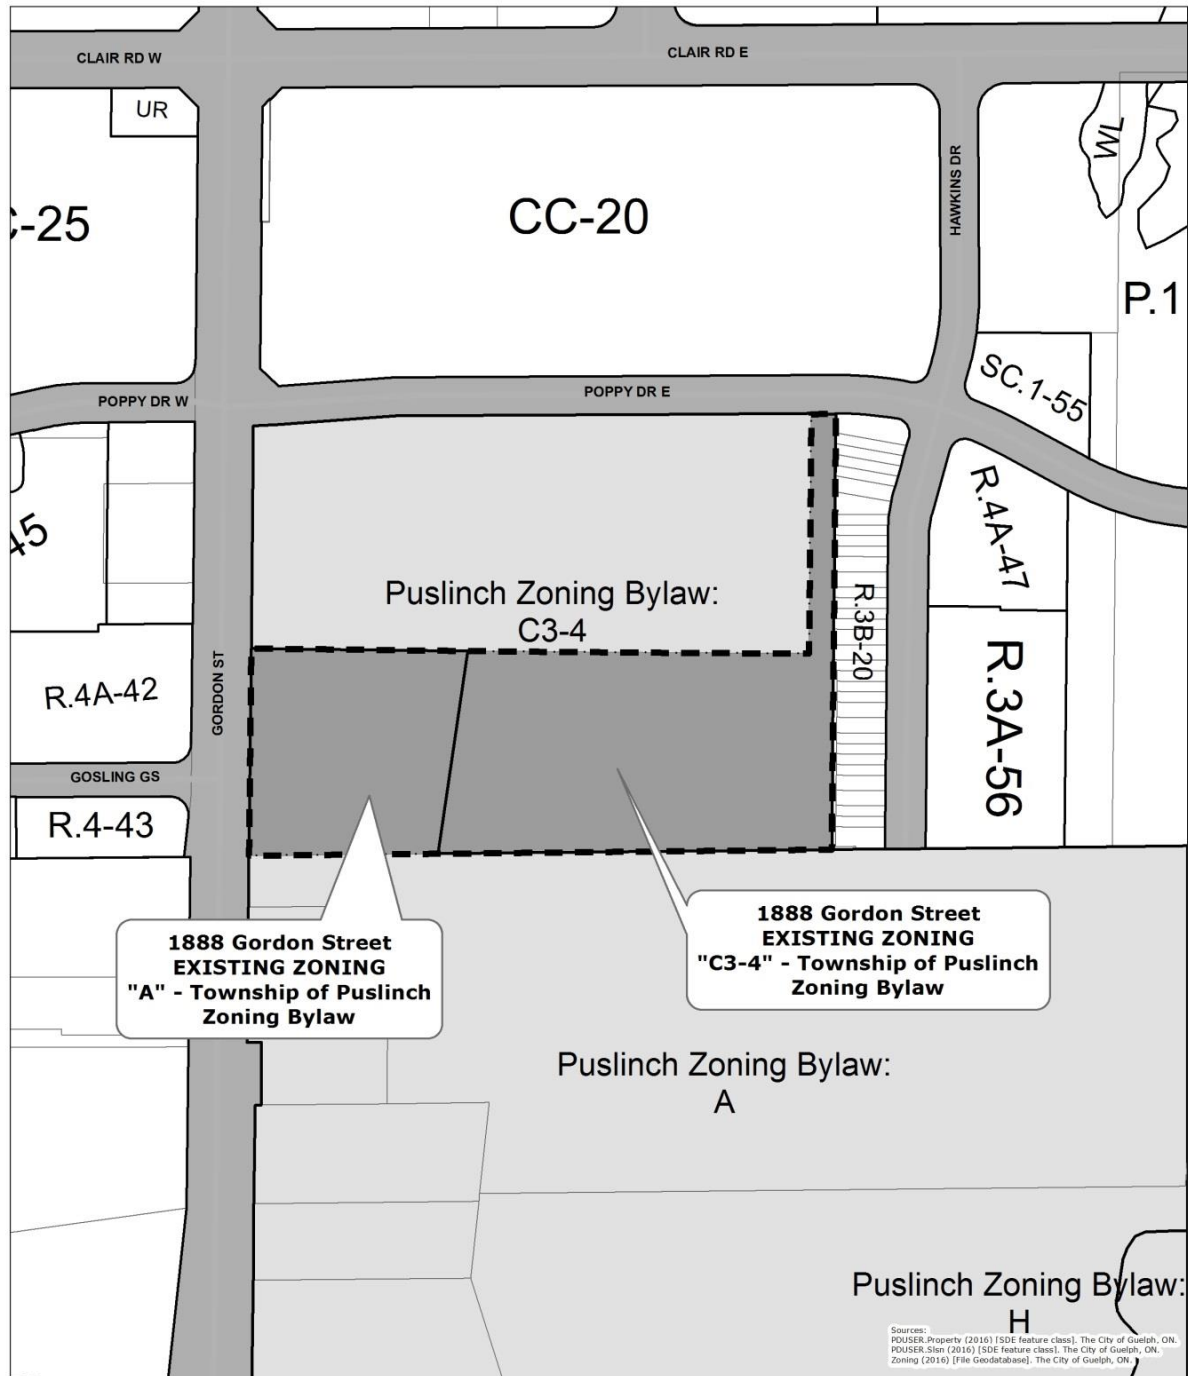 CLAIR RD W
CLAIR RD E
UR
HAWKINS DR
WL
-25
CC-20
P.1
SC.1-55
POPPY DR W
POPPY DR E
R.4A-47
45
Puslinch Zoning Bylaw:
C3-4
R.3B-20
GORDON ST
R.4A-42
R.3A-56
GOSLING GS
R.4-43
1888 Gordon Street
EXISTING ZONING
"A" - Township of Puslinch
Zoning Bylaw
1888 Gordon Street
EXISTING ZONING
"C3-4" - Township of Puslinch
Zoning Bylaw
Puslinch Zoning Bylaw:
A
Puslinch Zoning Bylaw:
H
Sources:
PDUSER.Property (2016) [SDE feature class]. The City of Guelph, ON.
PDUSER.Slsn (2016) [SDE feature class]. The City of Guelph, ON.
Zoning (2016) [File Geodatabase]. The City of Guelph, ON.